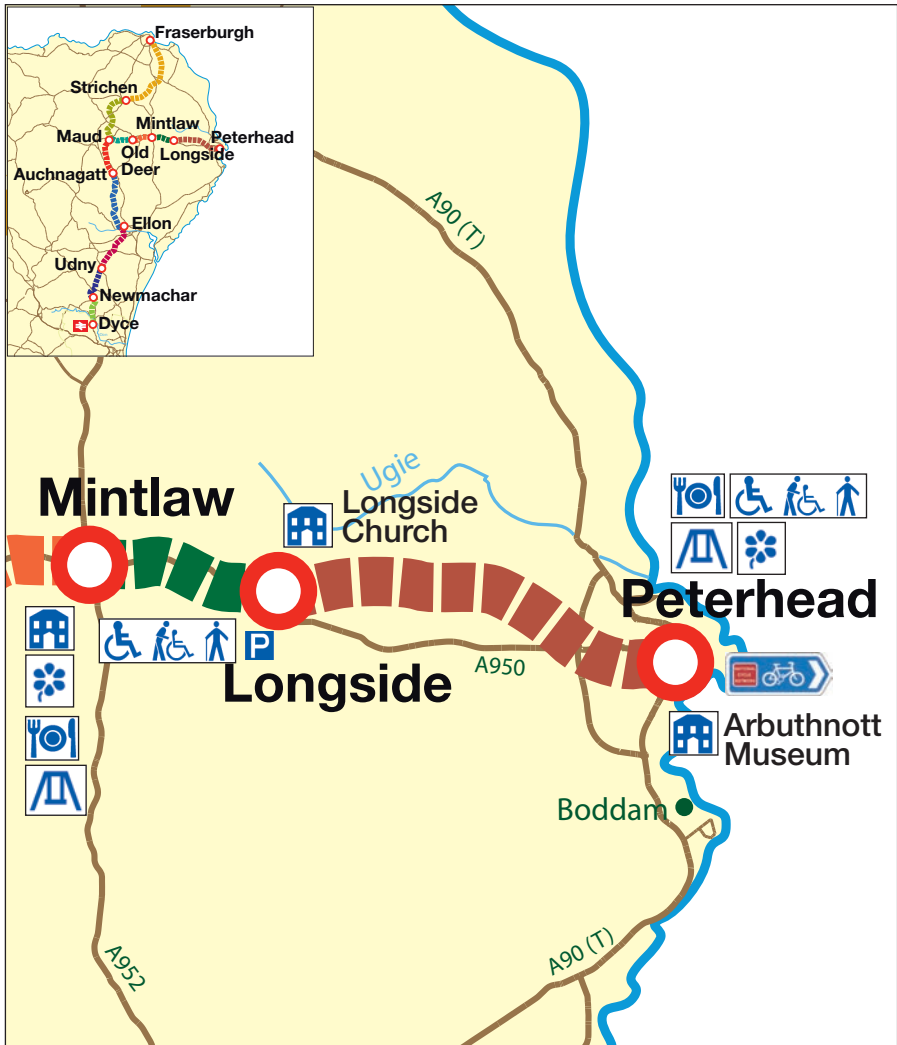 Fraserburgh
Strichen
Mintlaw
Maud
Peterhead
Old
Deer
Longside
Auchnagatt
Ellon
Udny
Newmachar
Dyce
A90 (T)
Ugie
Mintlaw
Longside
Church
Peterhead
P
Longside
A950
Arbuthnott
Museum
Boddam
A90 (T)
A952